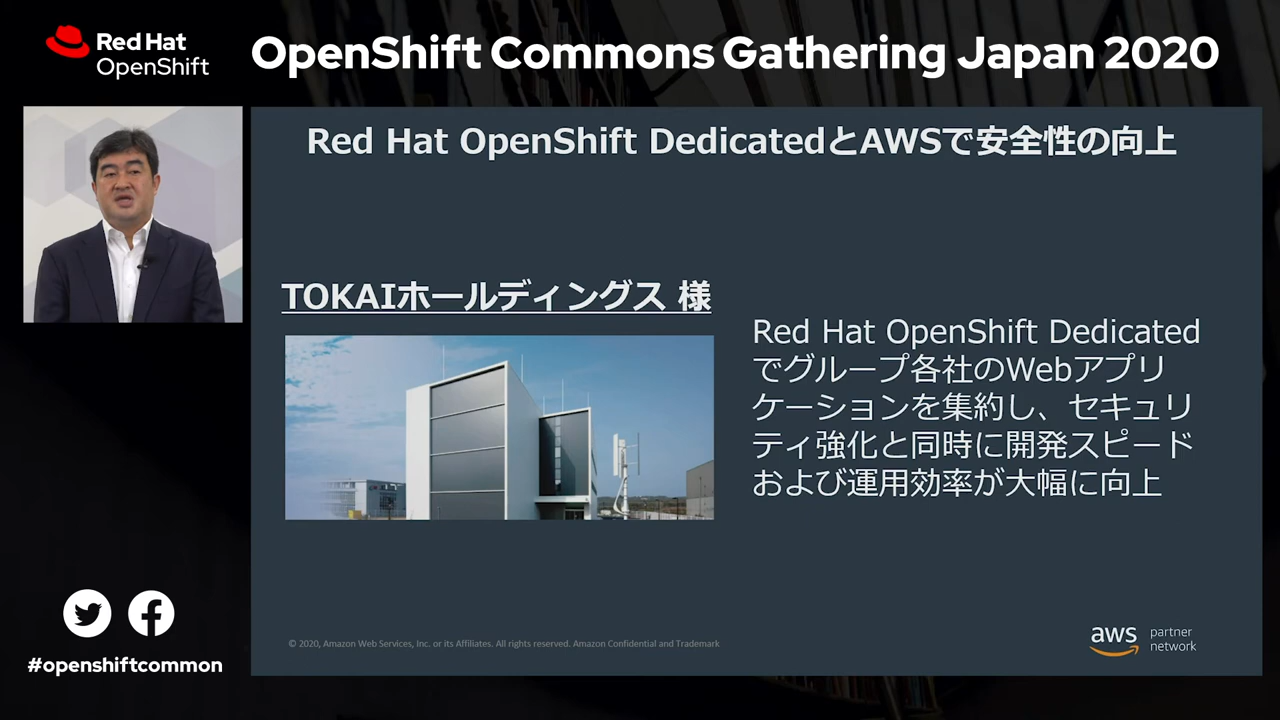 Red Hat
OpenShift
OpenShift Commons Gathering Japan 2020
Red Hat OpenShift DedicatedとAWSで安全性の向上
TOKAIホールディングス 様
Red Hat OpenShift Dedicated
でグループ各社のWebアプリ
ケーションを集約し、セキュリ
ティ強化と同時に開発スピード
および運用効率が大幅に向上
© 2020, Amazon Web Services, Inc. or its Affiliates. All rights reserved. Amazon Confidential and Trademark
aws
partner
network
#openshiftcommon